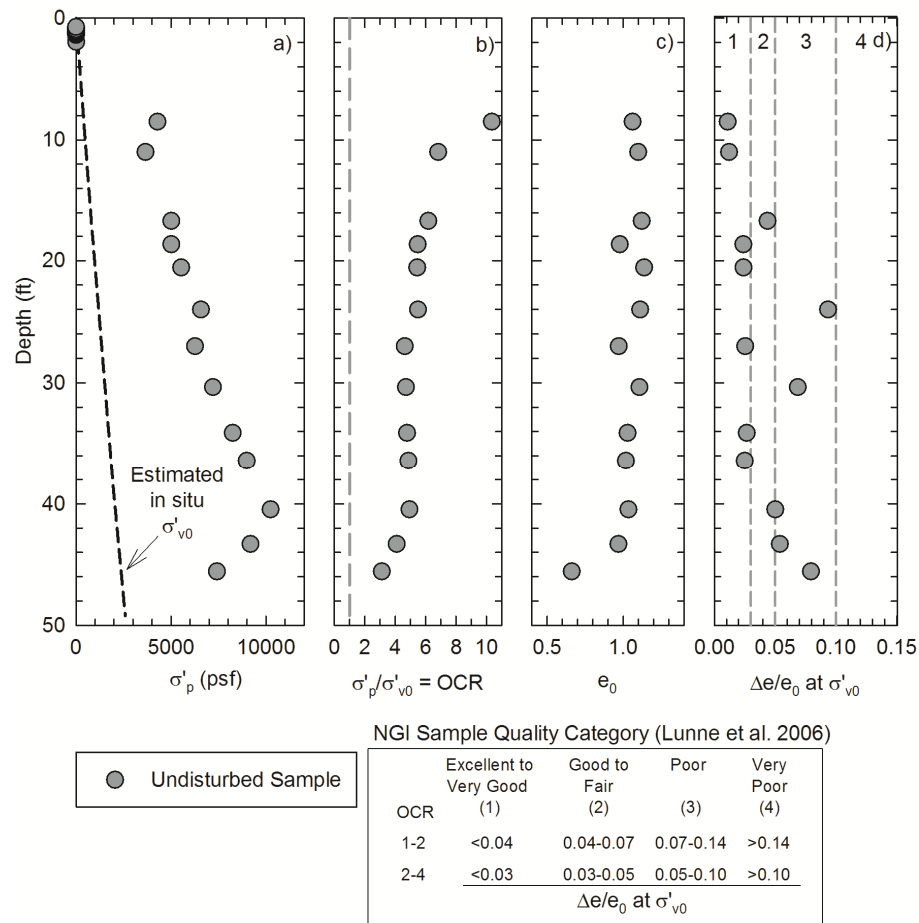 a) b) c) 1 2 3 4 d)
0
10
20
30
40
50
Depth (ft)
Estimated
in situ
σ'v0
0 5000 10000
0 2 4 6 8 10
0.5 1.0
0.00 0.05 0.10 0.15
σ'p (psf)
σ'p/σ'v0 = OCR
e0
Δe/e0 at σ'v0
Undisturbed Sample
NGI Sample Quality Category (Lunne et al. 2006)
Excellent to Good to Poor Very
Very Good Fair Poor
OCR (1) (2) (3) (4)
1-2 <0.04 0.04-0.07 0.07-0.14 >0.14
2-4 <0.03 0.03-0.05 0.05-0.10 >0.10
Δe/e0 at σ'v0